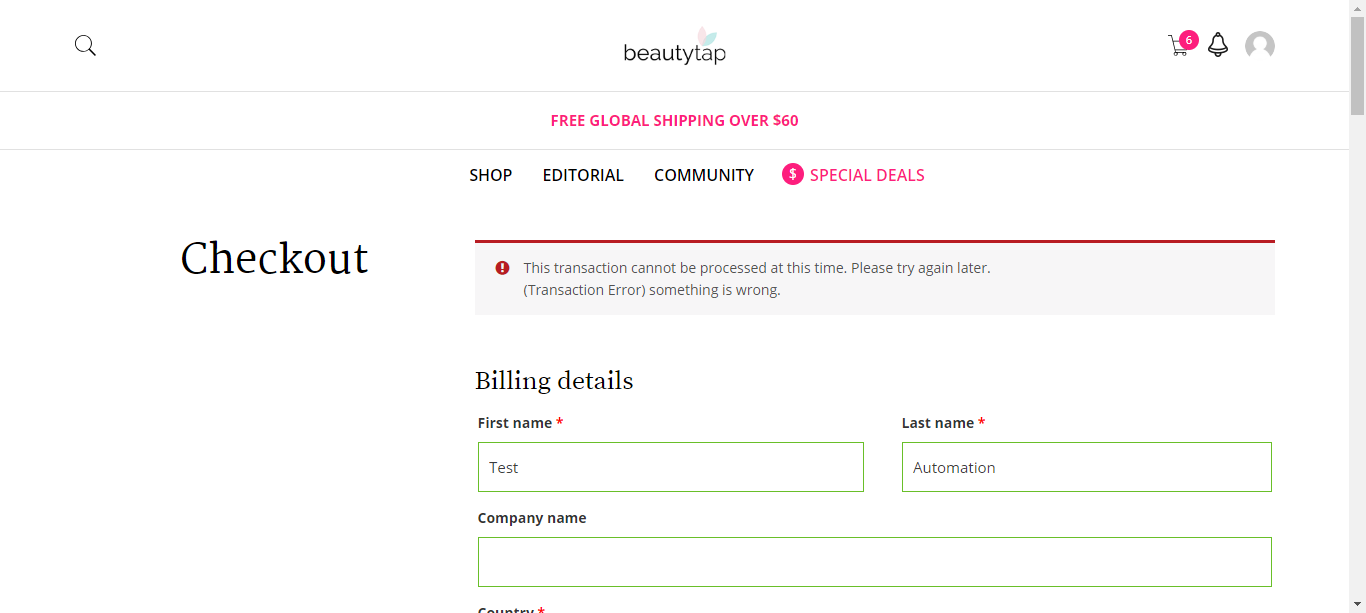 beautytap
6
FREE GLOBAL SHIPPING OVER $60
SHOP EDITORIAL COMMUNITY $ SPECIAL DEALS
Checkout
This transaction cannot be processed at this time. Please try again later.
(Transaction Error) something is wrong.
Billing details
First name * Last name *
Test Automation
Company name
Country *